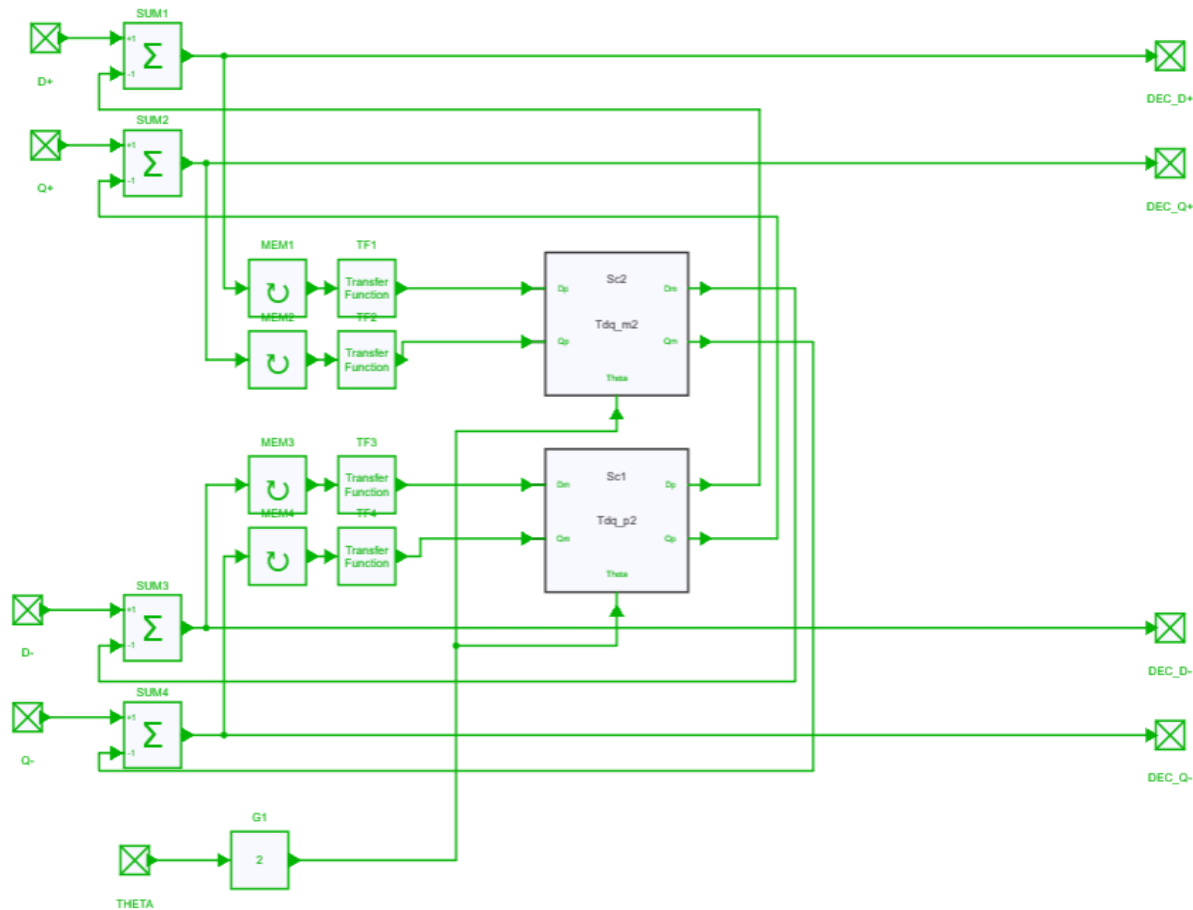 SUM1
+1
Σ
-1
D+
DEC_D+
SUM2
+1
Σ
-1
Q+
DEC_Q+
MEM1
TF1
↻
Transfer
Function
Sc2
Dp
Dm
Tdq_m2
MEM2
TF2
↻
Transfer
Function
Qp
Qm
Theta
MEM3
TF3
↻
Transfer
Function
Sc1
Dm
Dp
Tdq_p2
MEM4
TF4
↻
Transfer
Function
Qm
Qp
Theta
SUM3
+1
Σ
-1
D-
DEC_D-
SUM4
+1
Σ
-1
Q-
DEC_Q-
G1
2
THETA